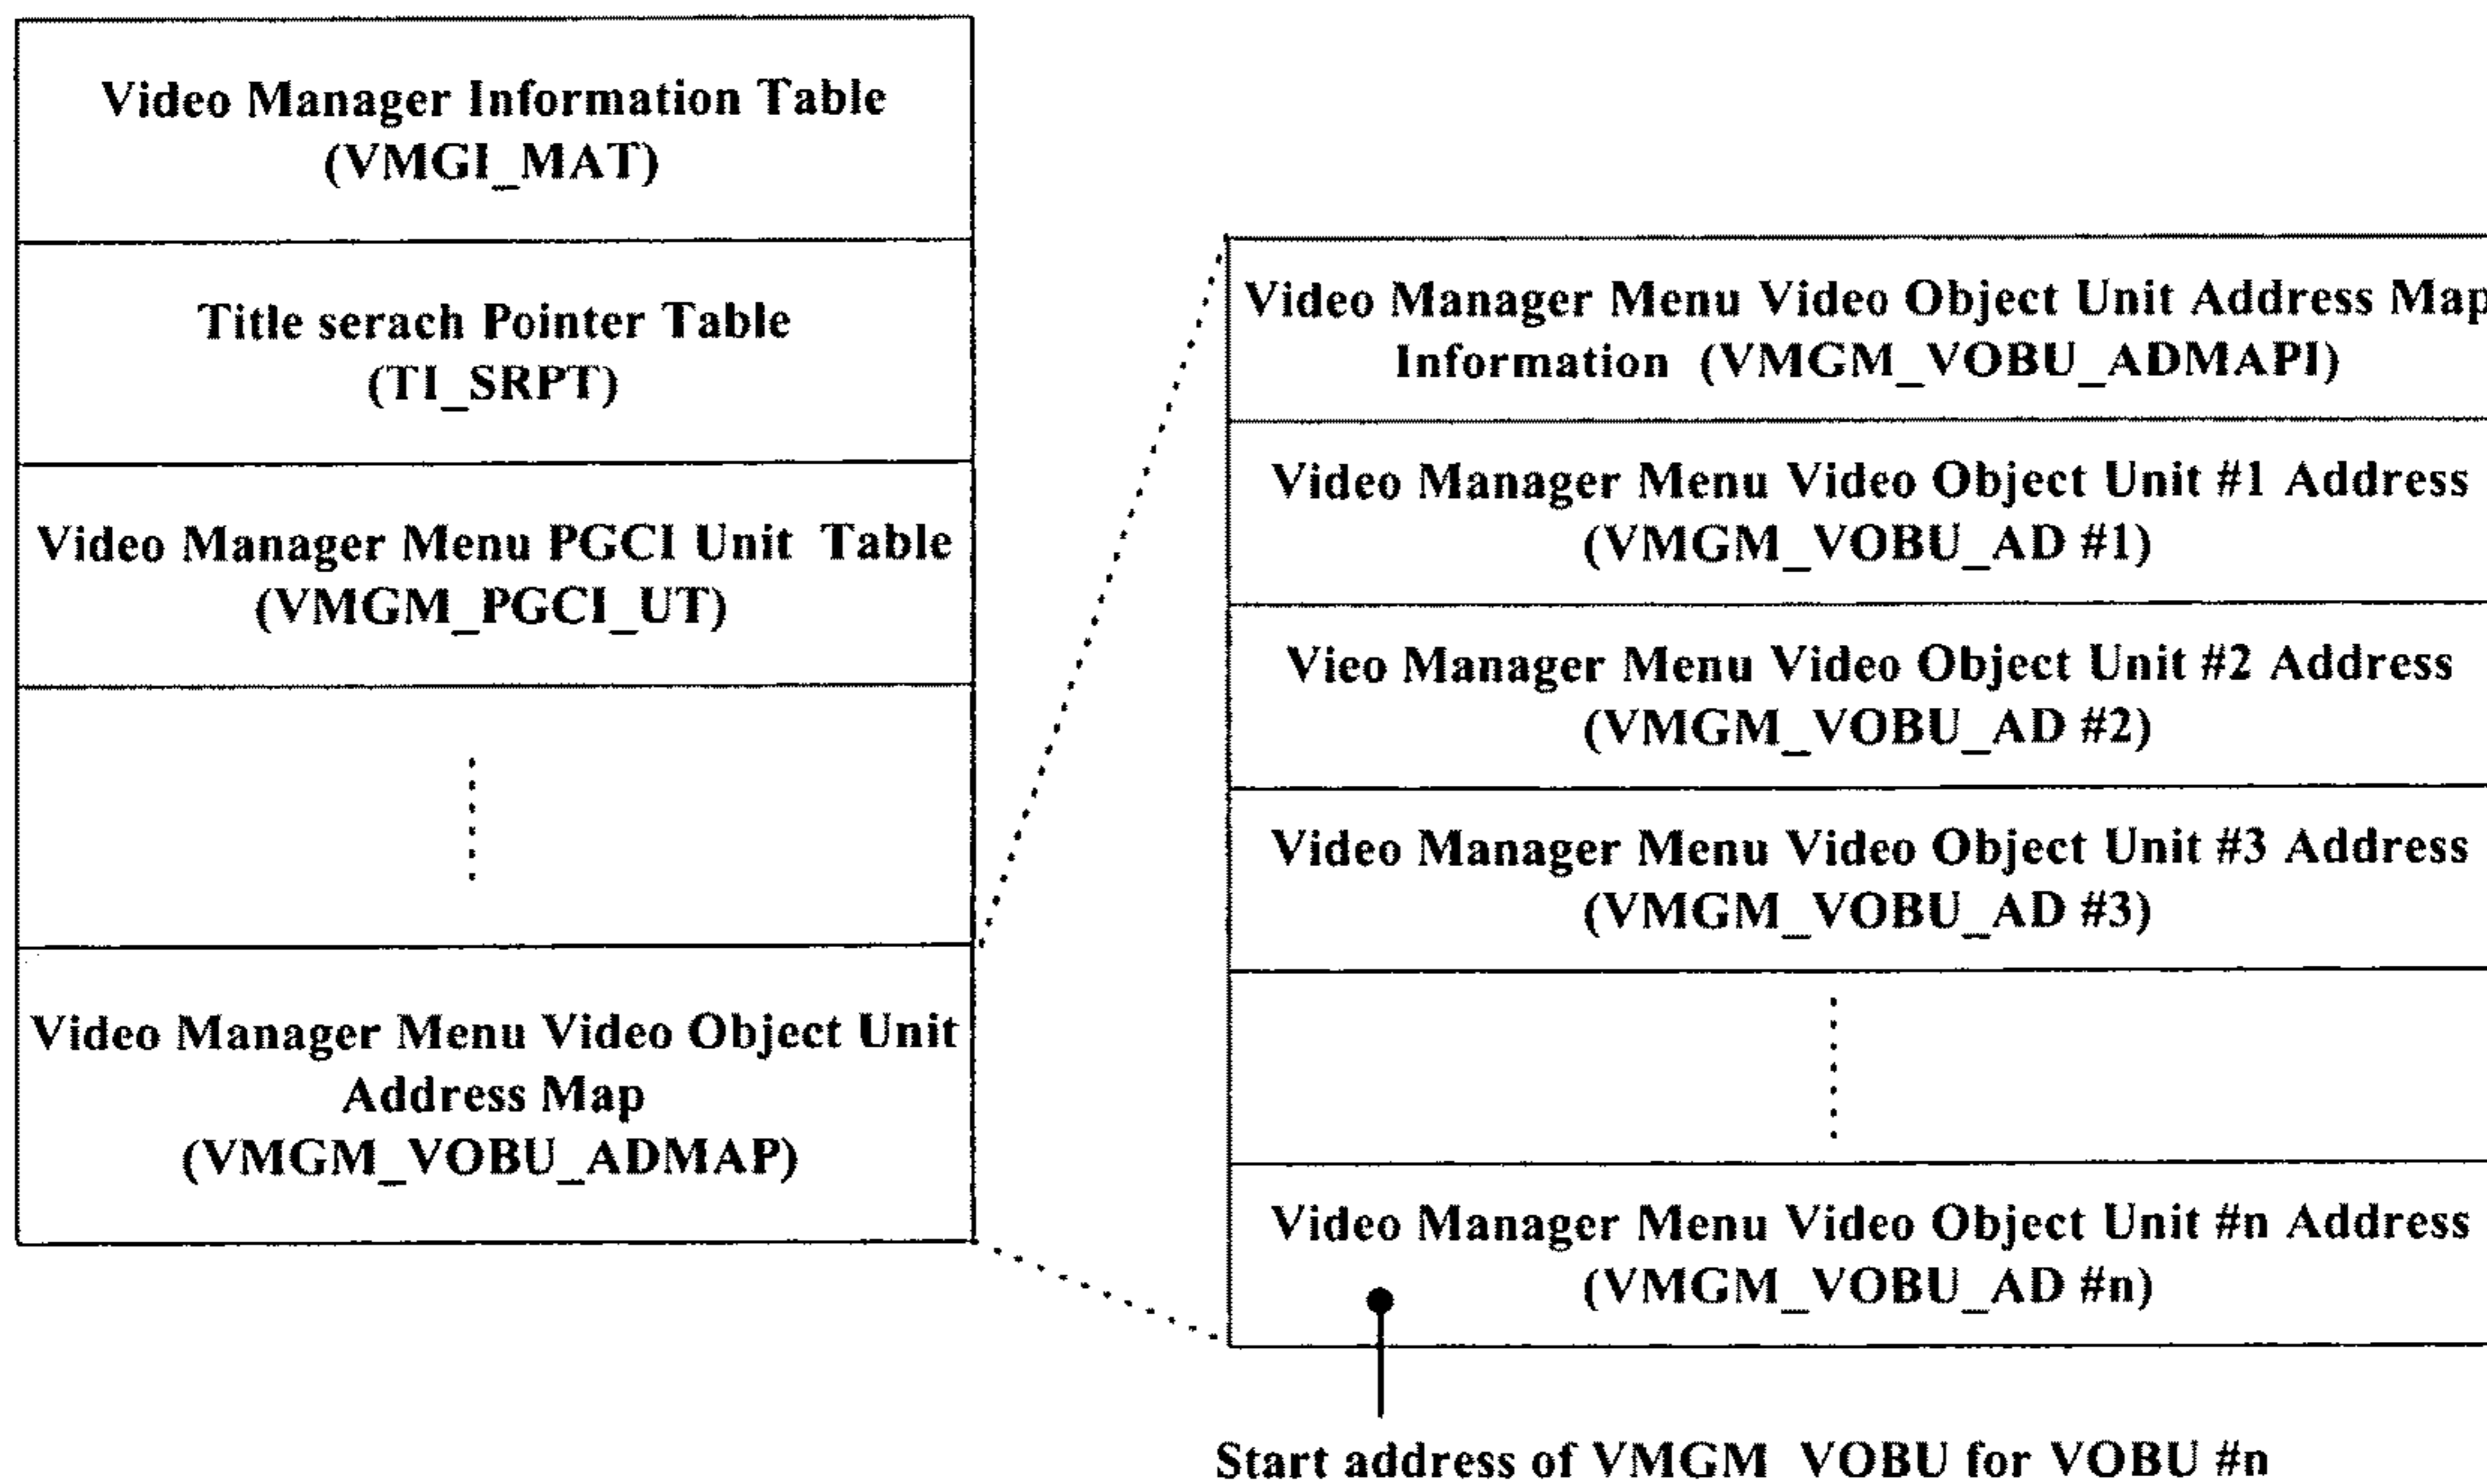 Video Manager Information Table
(VMGI_MAT)
Title serach Pointer Table
(TI_SRPT)
Video Manager Menu PGCI Unit Table
(VMGM_PGCI_UT)
Video Manager Menu Video Object Unit
Address Map
(VMGM_VOBU_ADMAP)
Video Manager Menu Video Object Unit Address Map
Information (VMGM_VOBU_ADMAPI)
Video Manager Menu Video Object Unit #1 Address
(VMGM_VOBU_AD #1)
Vieo Manager Menu Video Object Unit #2 Address
(VMGM_VOBU_AD #2)
Video Manager Menu Video Object Unit #3 Address
(VMGM_VOBU_AD #3)
Video Manager Menu Video Object Unit #n Address
(VMGM_VOBU_AD #n)
Start address of VMGM_VOBU for VOBU #n